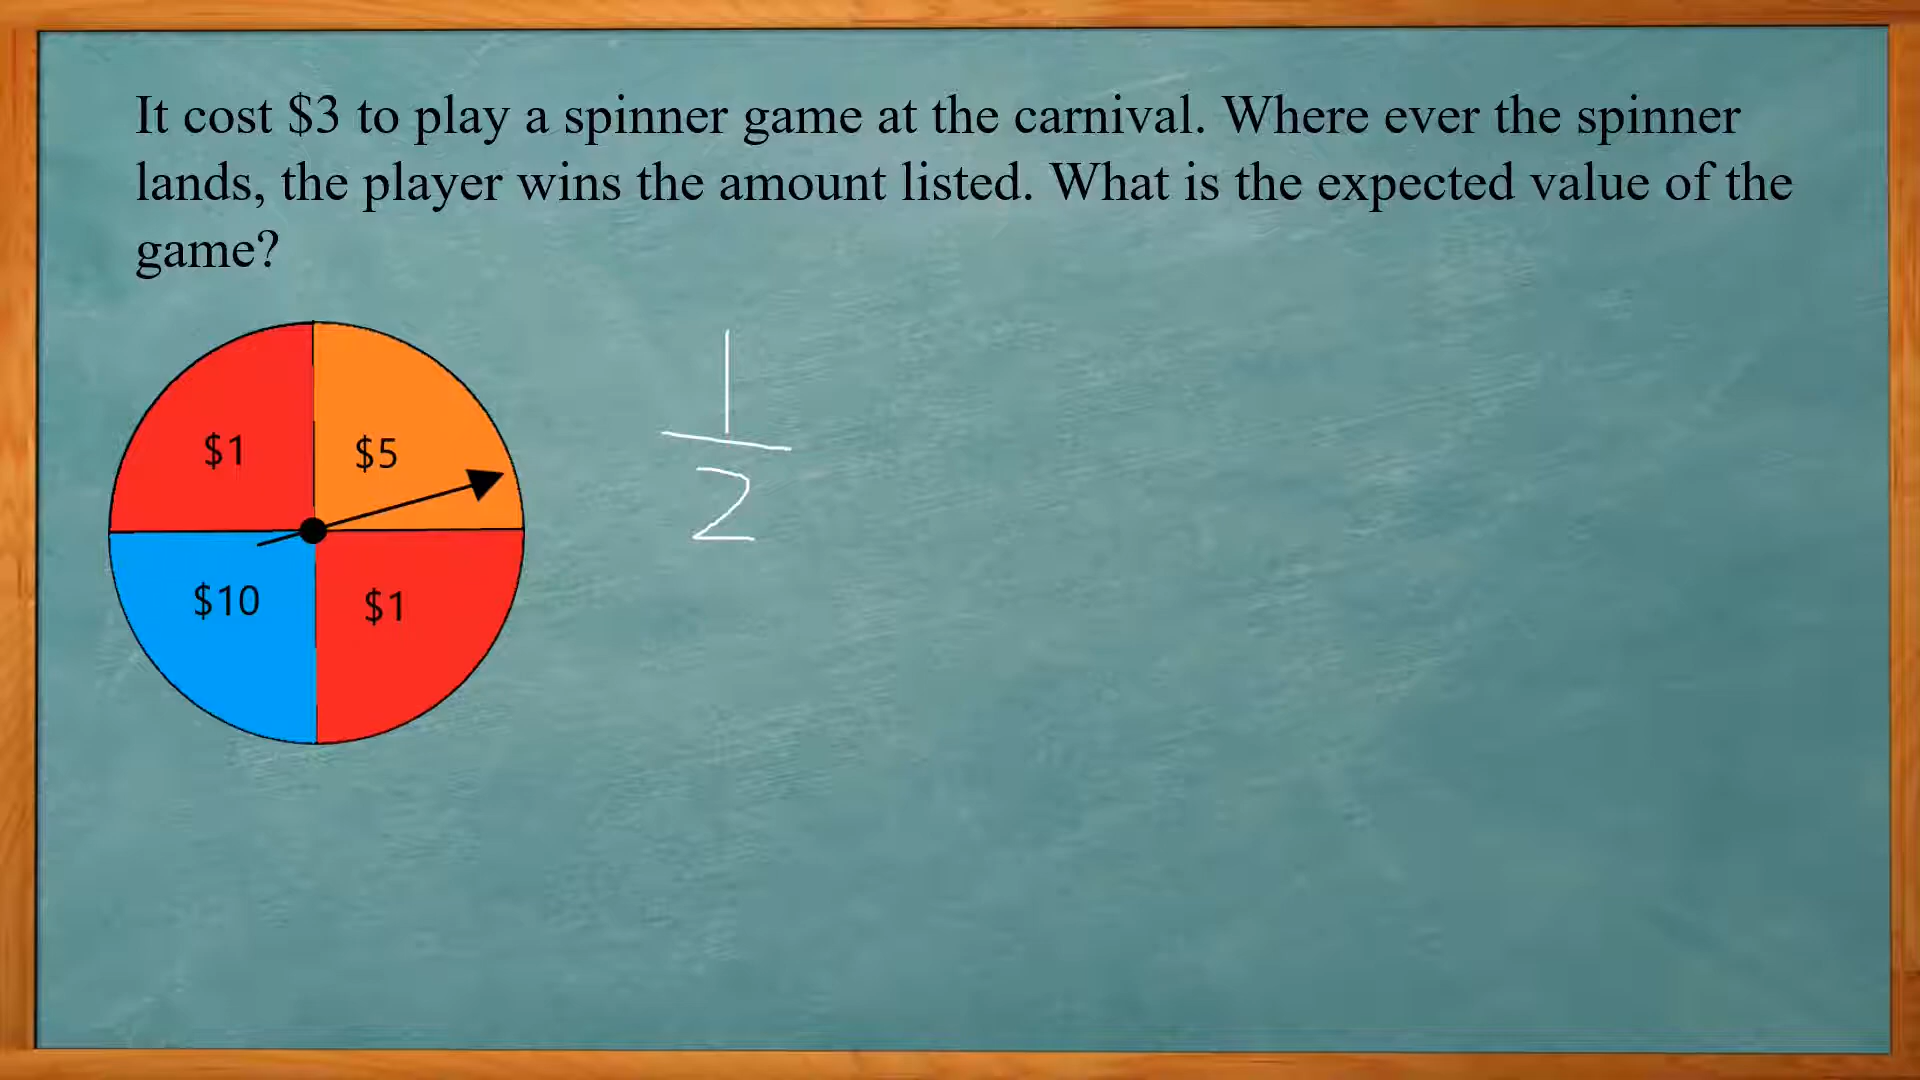 It cost $3 to play a spinner game at the carnival. Where ever the spinner
lands, the player wins the amount listed. What is the expected value of the
game?
$1
$5
$10
$1
1
2